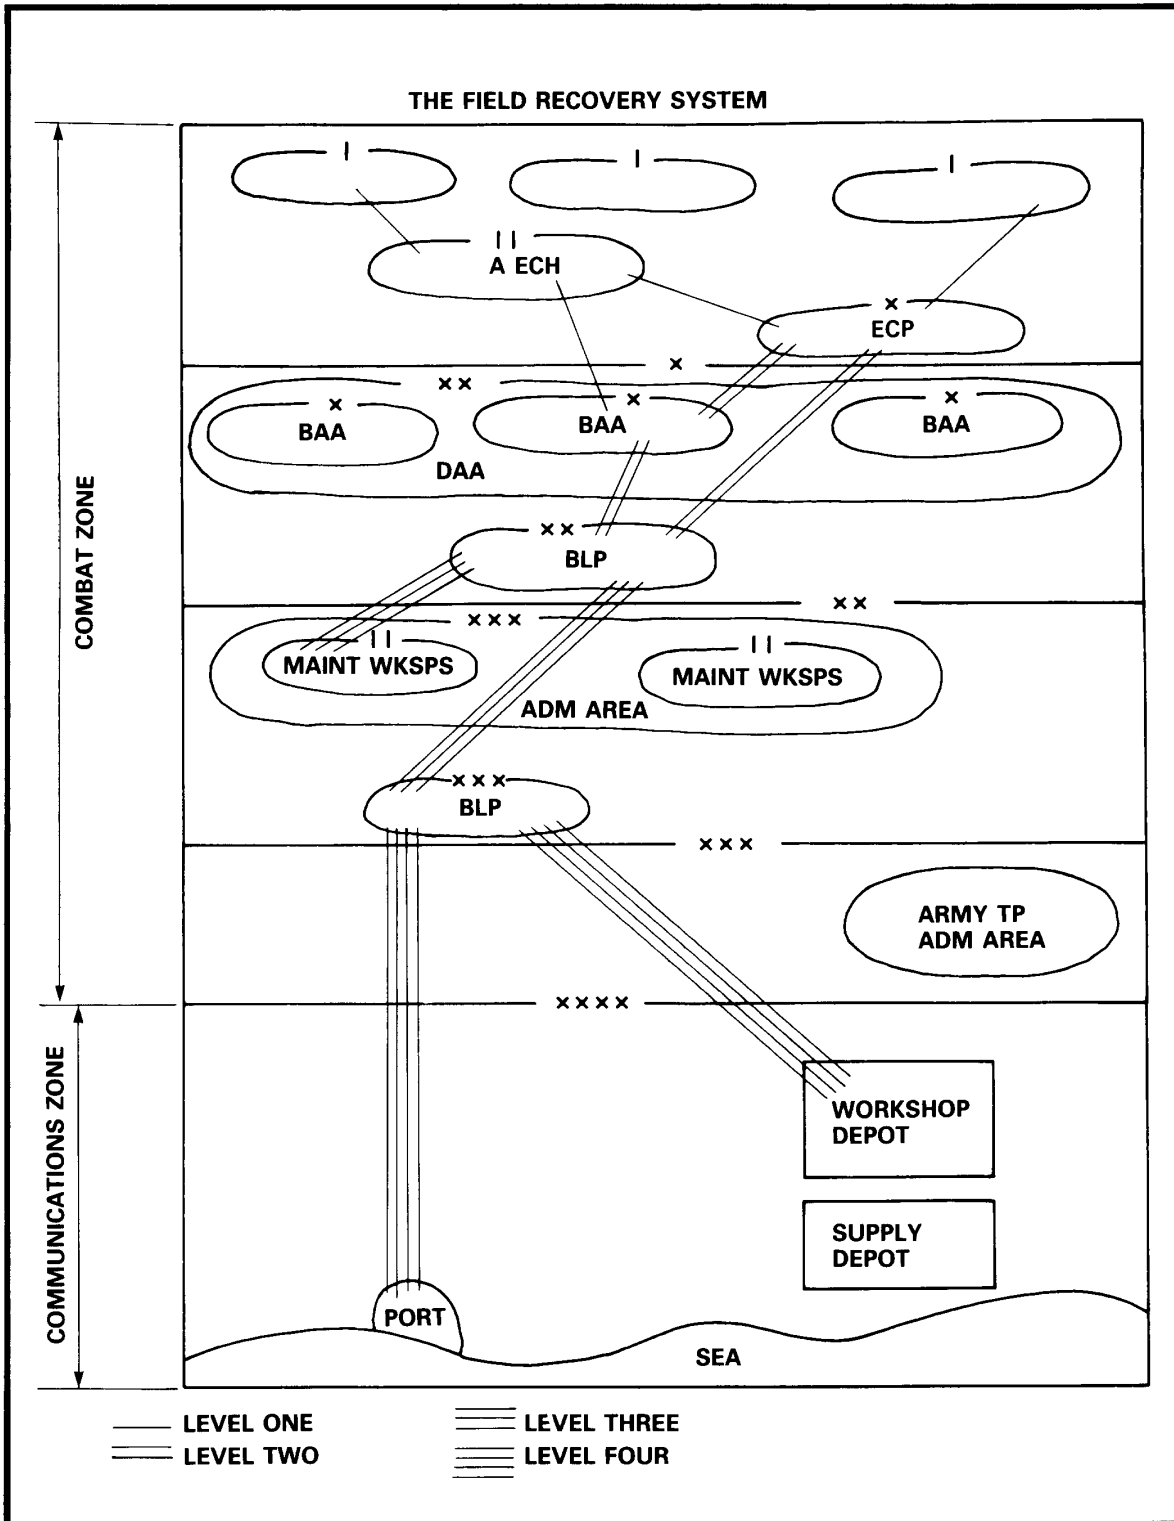 THE FIELD RECOVERY SYSTEM
I
I
I
II
A ECH
X
ECP
X
XX
X
BAA
X
BAA
X
BAA
DAA
COMBAT ZONE
XX
BLP
XX
XXX
II
MAINT WKSPS
II
MAINT WKSPS
ADM AREA
XXX
BLP
XXX
ARMY TP
ADM AREA
XXXX
COMMUNICATIONS ZONE
WORKSHOP
DEPOT
SUPPLY
DEPOT
PORT
SEA
LEVEL ONE
LEVEL TWO
LEVEL THREE
LEVEL FOUR